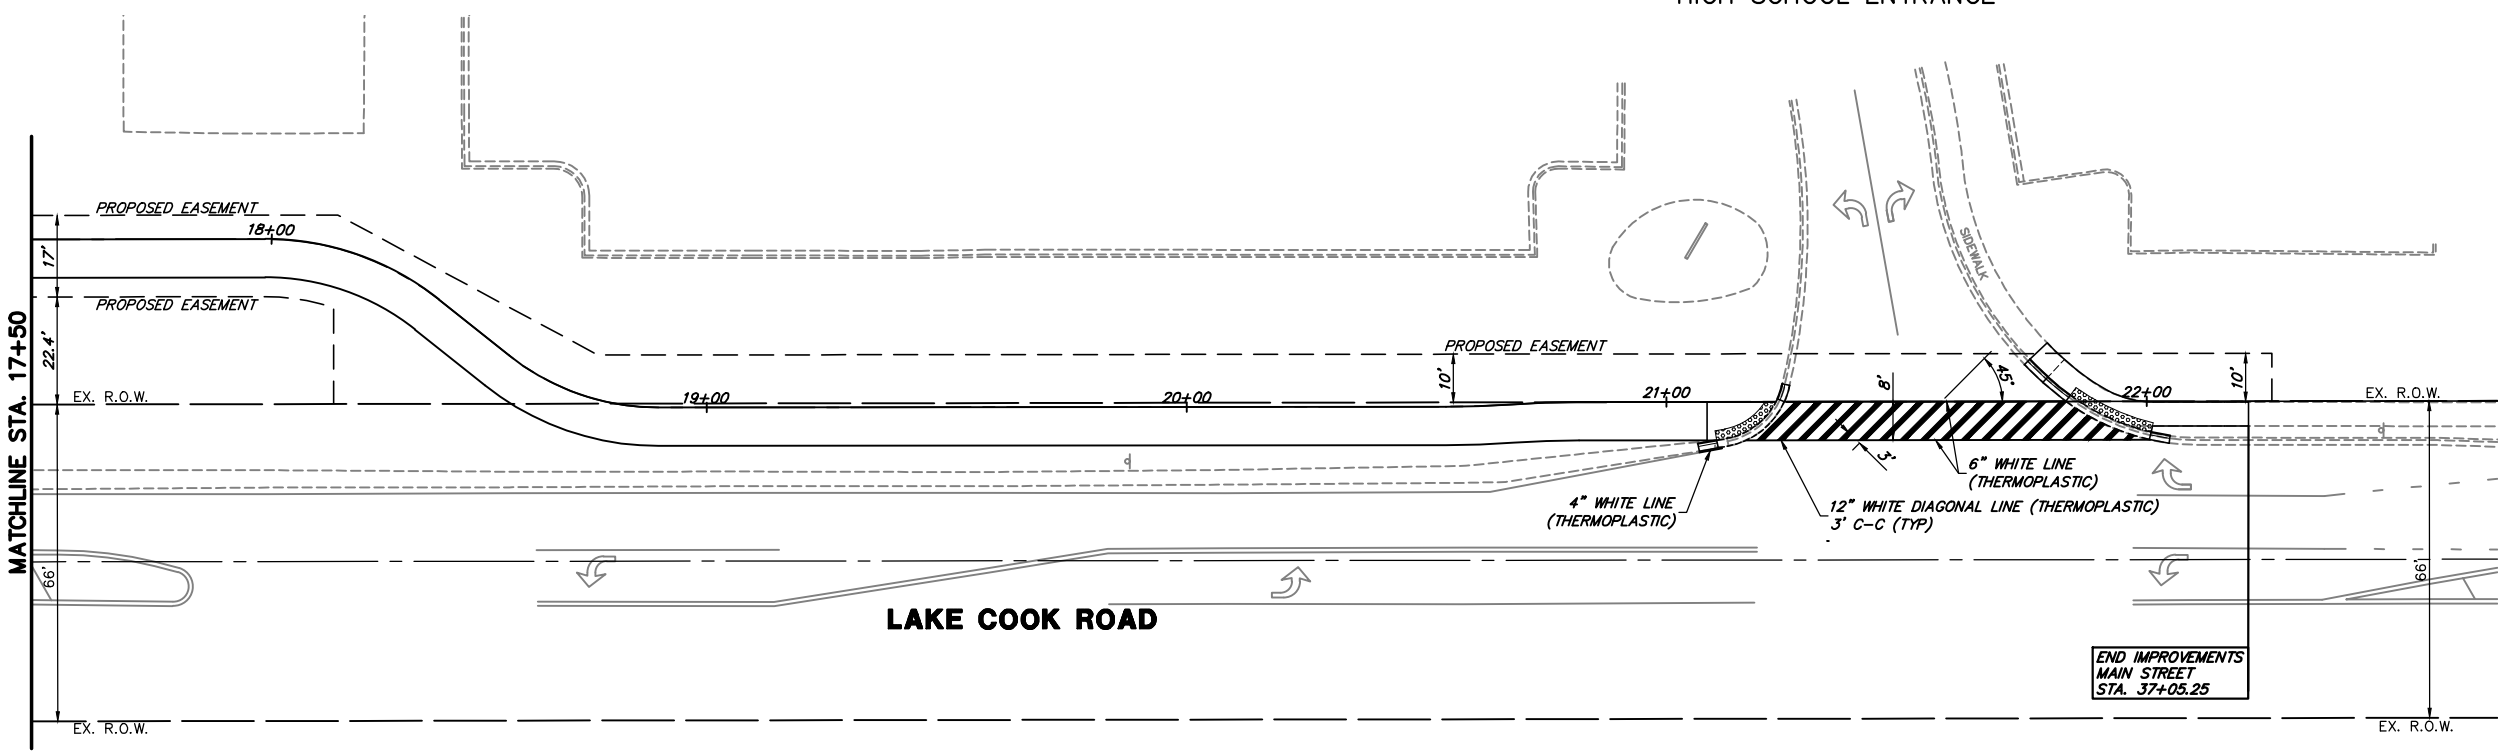 HIGH SCHOOL ENTRANCE
PROPOSED EASEMENT
18+00
17'
PROPOSED EASEMENT
22.4'
MATCHLINE STA. 17+50
EX. R.O.W.
19+00
20+00
PROPOSED EASEMENT
10'
21+00
SIDEWALK
45°
8'
3'
22+00
10'
EX. R.O.W.
4" WHITE LINE
(THERMOPLASTIC)
6" WHITE LINE
(THERMOPLASTIC)
12" WHITE DIAGONAL LINE (THERMOPLASTIC)
3' C-C (TYP)
66'
66'
LAKE COOK ROAD
END IMPROVEMENTS
MAIN STREET
STA. 37+05.25
EX. R.O.W.
EX. R.O.W.